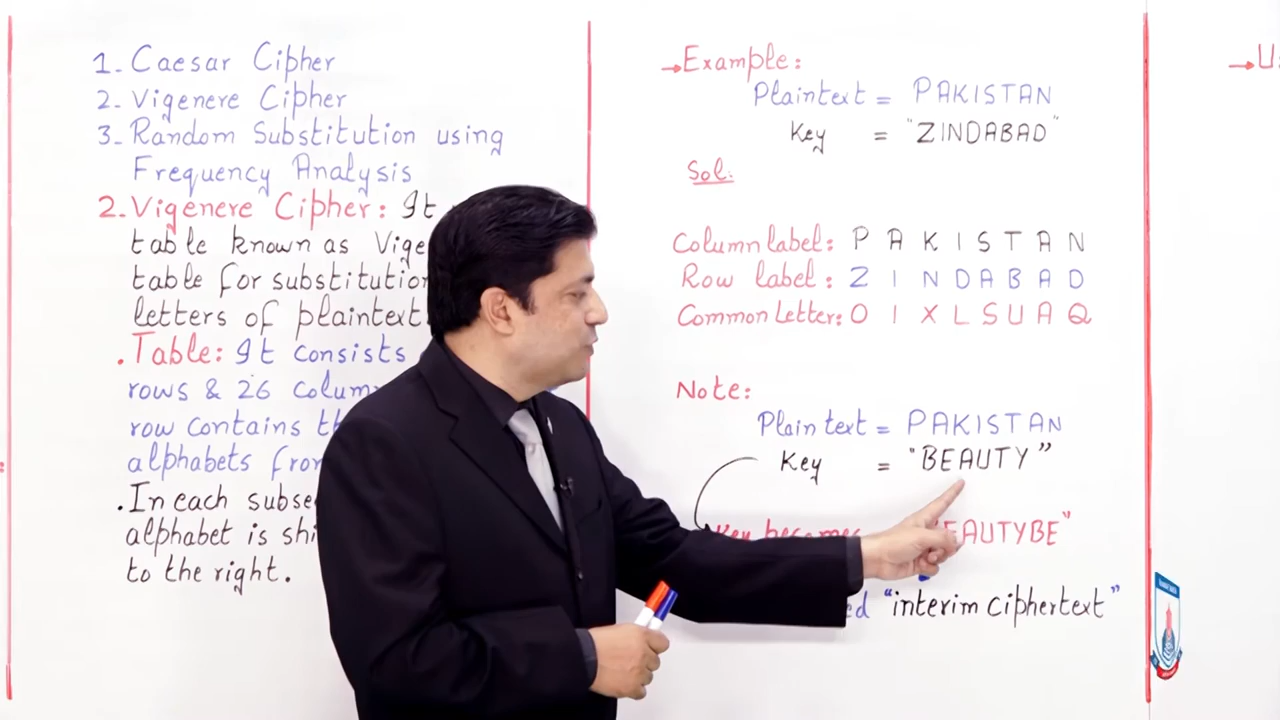 1. Caesar Cipher
2. Vigenere Cipher
3. Random Substitution using
Frequency Analysis
2. Vigenere Cipher: It
table known as Vige
table for substitution
letters of plaintext.
. Table: It consists
rows & 26 colum
row contains th
alphabets from
. In each subse
alphabet is shi
to the right.
→ Example:
Plaintext = PAKISTAN
Key = "ZINDABAD"
Sol:
Column label: P A K I S T A N
Row label: Z I N D A B A D
Common Letter: O I X L S U A Q
Note:
Plain text = PAKISTAN
Key = "BEAUTY"
Key becomes EAUTYBE"
ed "interim ciphertext"
→ U